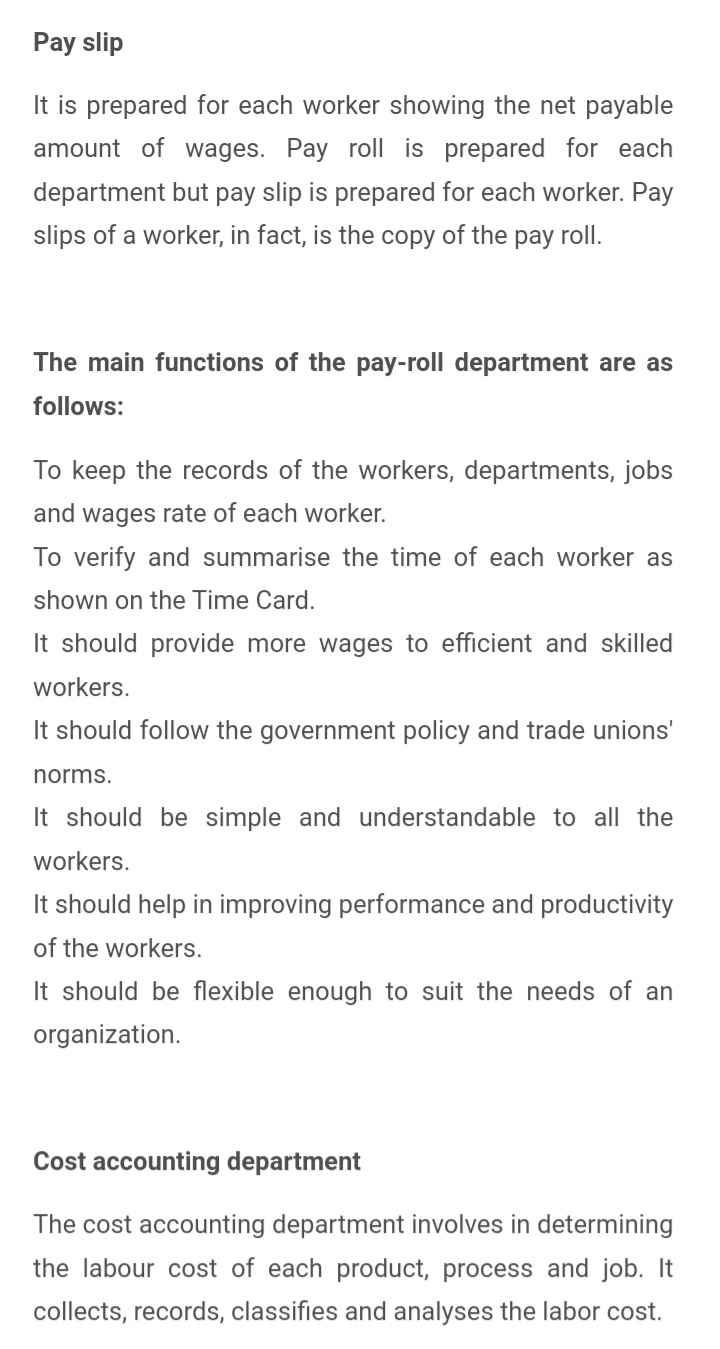 Pay slip
It is prepared for each worker showing the net payable
amount of wages. Pay roll is prepared for each
department but pay slip is prepared for each worker. Pay
slips of a worker, in fact, is the copy of the pay roll.
The main functions of the pay-roll department are as
follows:
To keep the records of the workers, departments, jobs
and wages rate of each worker.
To verify and summarise the time of each worker as
shown on the Time Card.
It should provide more wages to efficient and skilled
workers.
It should follow the government policy and trade unions'
norms.
It should be simple and understandable to all the
workers.
It should help in improving performance and productivity
of the workers.
It should be flexible enough to suit the needs of an
organization.
Cost accounting department
The cost accounting department involves in determining
the labour cost of each product, process and job. It
collects, records, classifies and analyses the labor cost.